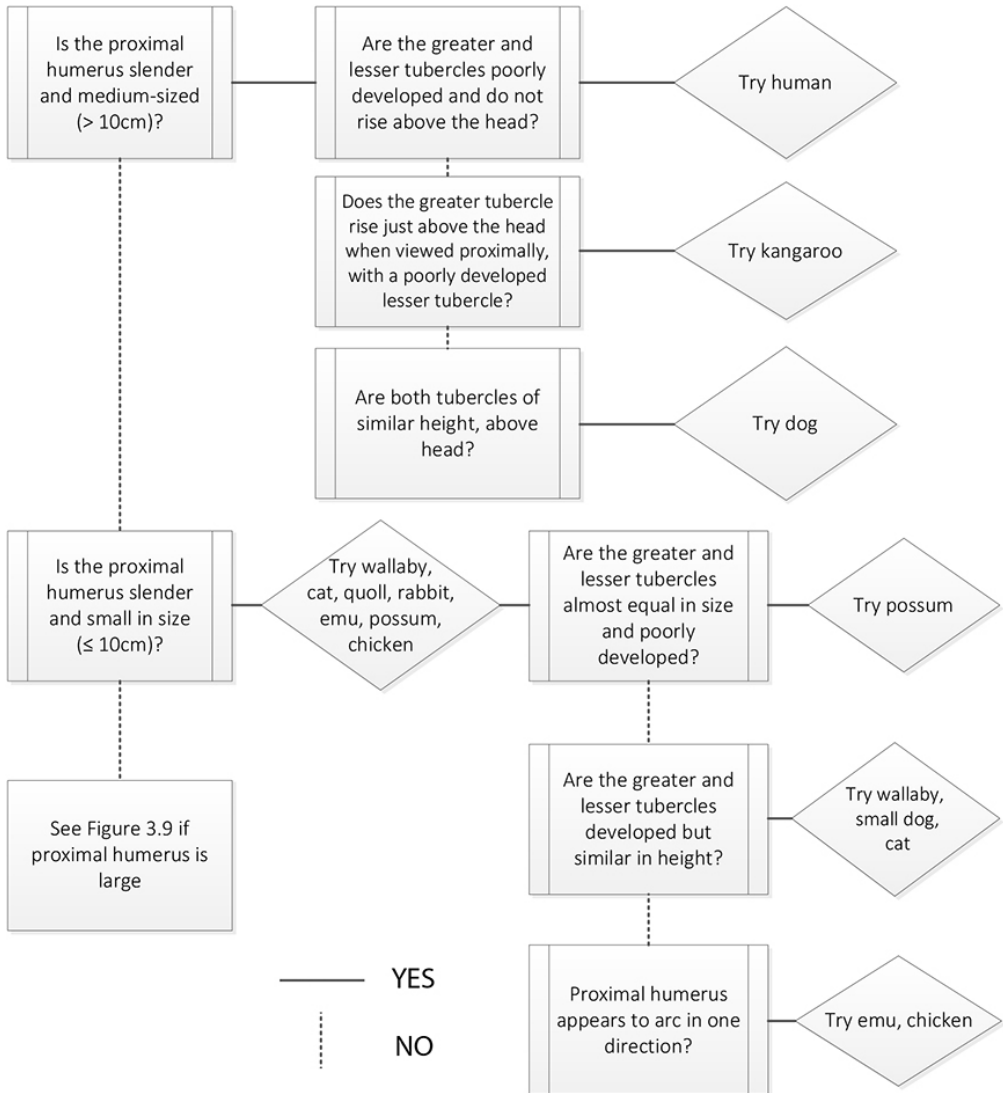 Is the proximal
humerus slender
and medium-sized
(> 10cm)?
Are the greater and
lesser tubercles poorly
developed and do not
rise above the head?
Try human
Does the greater tubercle
rise just above the head
when viewed proximally,
with a poorly developed
lesser tubercle?
Try kangaroo
Are both tubercles of
similar height, above
head?
Try dog
Is the proximal
humerus slender
and small in size
(≤ 10cm)?
Try wallaby,
cat, quoll, rabbit,
emu, possum,
chicken
Are the greater and
lesser tubercles
almost equal in size
and poorly
developed?
Try possum
Are the greater and
lesser tubercles
developed but
similar in height?
Try wallaby,
small dog,
cat
See Figure 3.9 if
proximal humerus is
large
Proximal humerus
appears to arc in one
direction?
Try emu, chicken
YES
NO